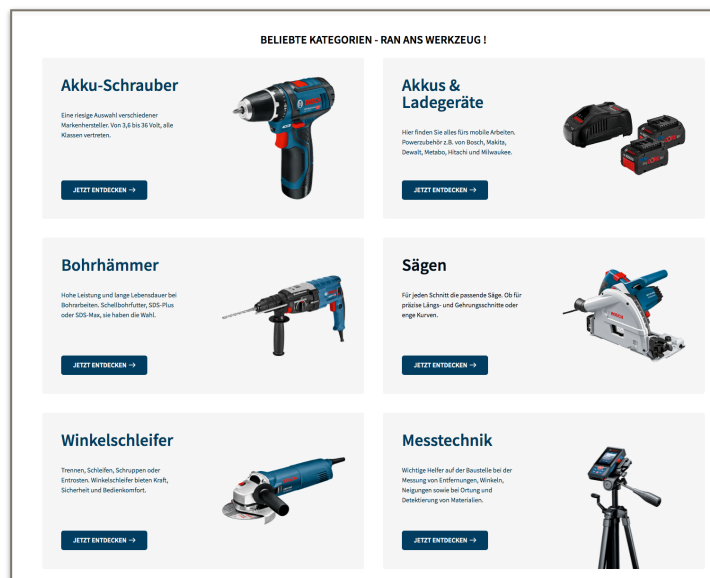 BELIEBTE KATEGORIEN - RAN ANS WERKZEUG !
Akku-Schrauber
Eine riesige Auswahl verschiedener
Markenhersteller. Von 3,6 bis 36 Volt, alle
Klassen vertreten.
JETZT ENTDECKEN →
Akkus &
Ladegeräte
Hier finden Sie alles fürs mobile Arbeiten.
Powerzubehör z.B. von Bosch, Makita,
Dewalt, Metabo, Hitachi und Milwaukee.
JETZT ENTDECKEN →
Bohrhämmer
Hohe Leistung und lange Lebensdauer bei
Bohrarbeiten. Schellbohrfutter, SDS-Plus
oder SDS-Max, sie haben die Wahl.
JETZT ENTDECKEN →
Sägen
Für jeden Schnitt die passende Säge. Ob für
präzise Längs- und Gehrungsschnitte oder
enge Kurven.
JETZT ENTDECKEN →
Winkelschleifer
Trennen, Schleifen, Schruppen oder
Entrosten. Winkelschleifer bieten Kraft,
Sicherheit und Bedienkomfort.
JETZT ENTDECKEN →
Messtechnik
Wichtige Helfer auf der Baustelle bei der
Messung von Entfernungen, Winkeln,
Neigungen sowie bei Ortung und
Detektierung von Materialien.
JETZT ENTDECKEN →